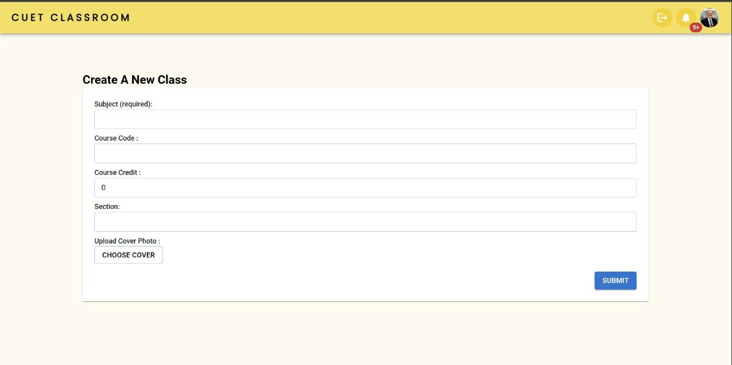 CUET CLASSROOM
9+
Create A New Class
Subject (required):
Course Code :
Course Credit :
0
Section:
Upload Cover Photo :
CHOOSE COVER
SUBMIT